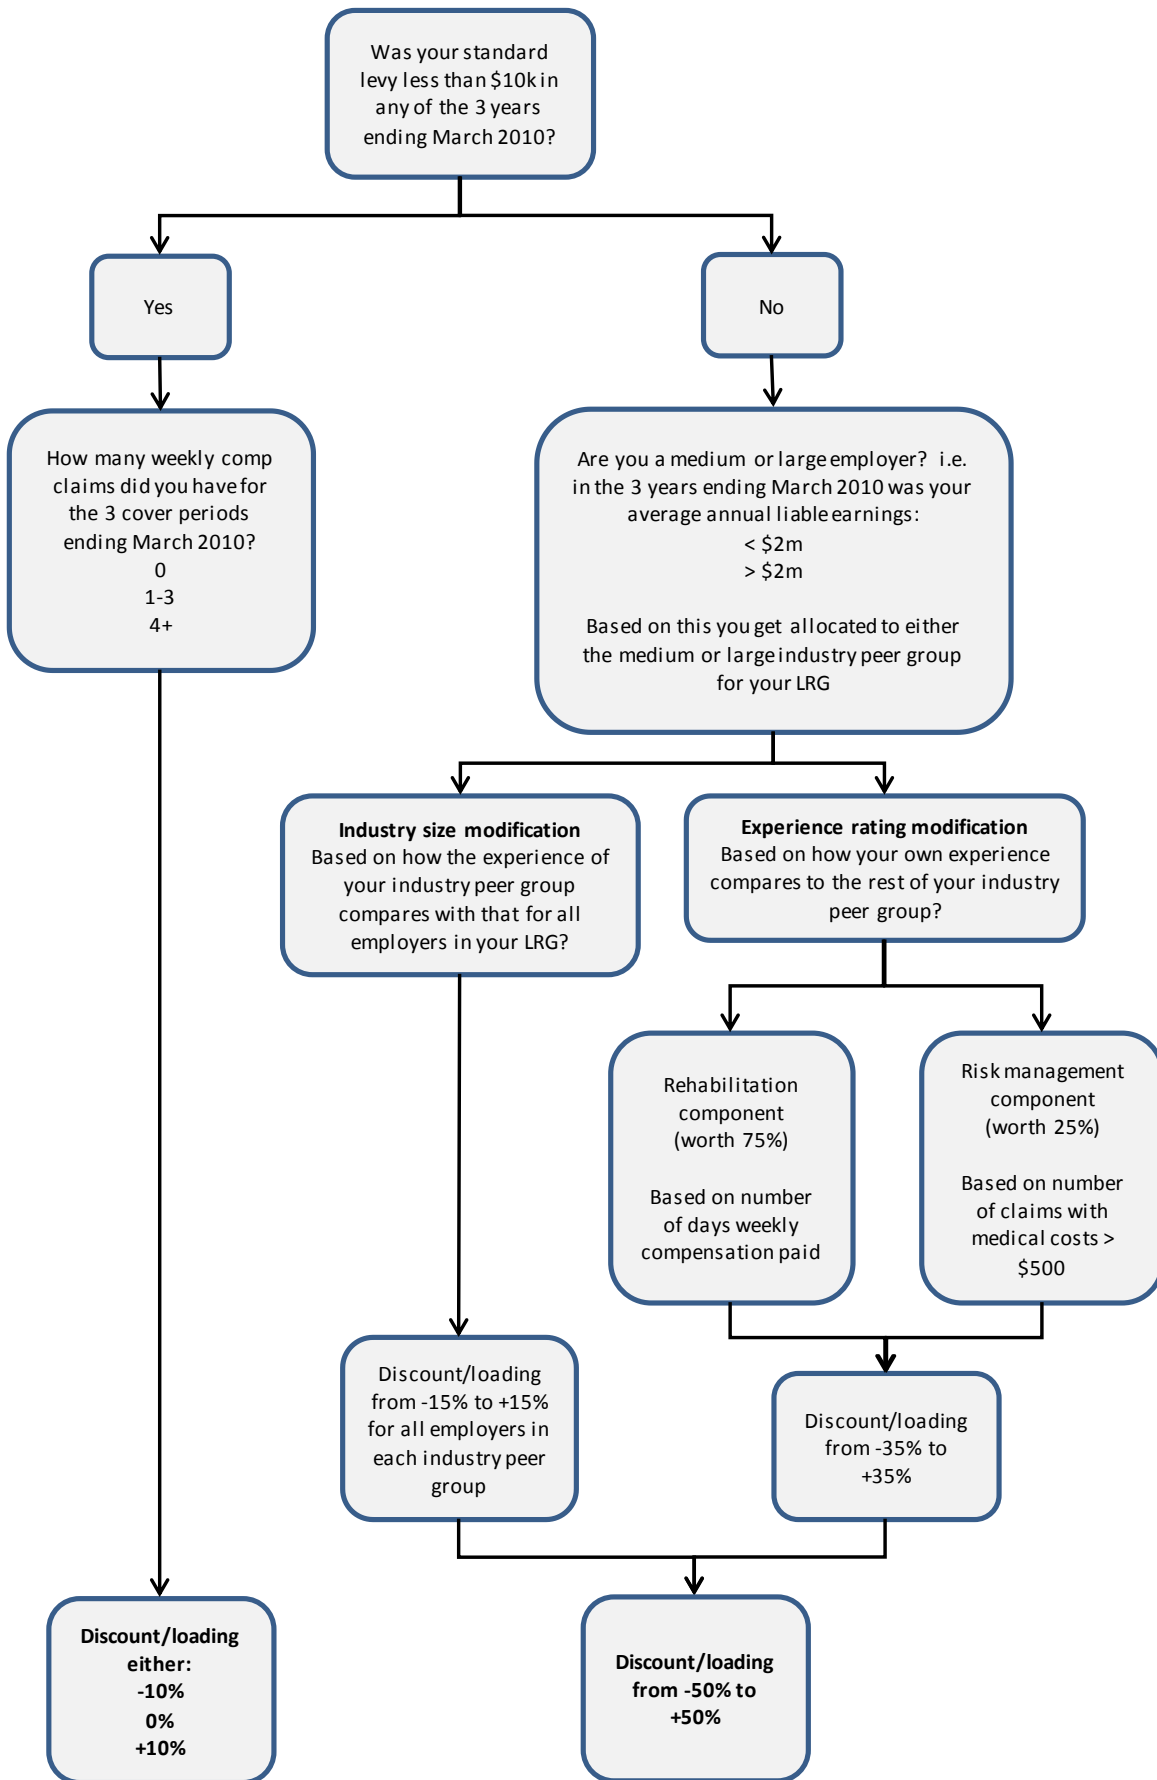 Was your standard
levy less than $10k in
any of the 3 years
ending March 2010?
Yes
No
How many weekly comp
claims did you have for
the 3 cover periods
ending March 2010?
0
1-3
4+
Are you a medium or large employer? i.e.
in the 3 years ending March 2010 was your
average annual liable earnings:
< $2m
> $2m
Based on this you get allocated to either
the medium or large industry peer group
for your LRG
Industry size modification
Based on how the experience of
your industry peer group
compares with that for all
employers in your LRG?
Experience rating modification
Based on how your own experience
compares to the rest of your industry
peer group?
Rehabilitation
component
(worth 75%)
Based on number
of days weekly
compensation paid
Risk management
component
(worth 25%)
Based on number
of claims with
medical costs >
$500
Discount/loading
from -15% to +15%
for all employers in
each industry peer
group
Discount/loading
from -35% to
+35%
Discount/loading
either:
-10%
0%
+10%
Discount/loading
from -50% to
+50%